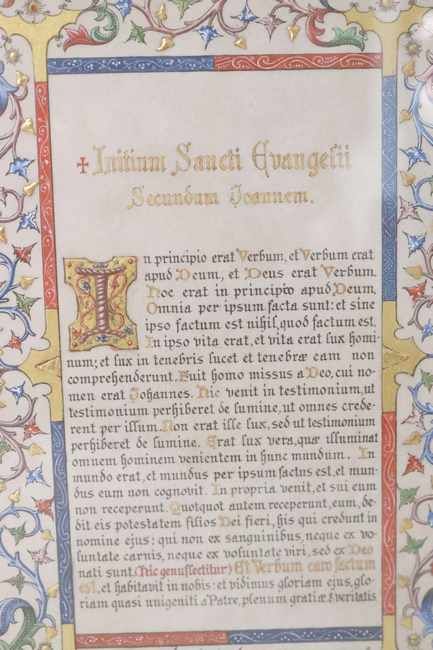 ✝ Initium Sancti Evangelii
Secundum Joannem.
In principio erat Verbum, et Verbum erat
apud Deum, et Deus erat Verbum.
Hoc erat in principio apud Deum.
Omnia per ipsum facta sunt: et sine
ipso factum est nihil, quod factum est.
In ipso vita erat, et vita erat lux homi-
num; et lux in tenebris lucet et tenebræ eam non
comprehenderunt. Fuit homo missus a Deo, cui no-
men erat Johannes. Hic venit in testimonium, ut
testimonium perhiberet de lumine, ut omnes crede-
rent per illum. Non erat ille lux, sed ut testimonium
perhiberet de lumine. Erat lux vera, quæ illuminat
omnem hominem venientem in hunc mundum. In
mundo erat, et mundus per ipsum factus est, et mun-
dus eum non cognovit. In propria venit, et sui eum
non receperunt. Quotquot autem receperunt, eum, de-
dit eis potestatem filios Dei fieri, his qui credunt in
nomine ejus: qui non ex sanguinibus, neque ex vo-
luntate carnis, neque ex voluntate viri, sed ex Deo
nati sunt. (Hic genuflectitur) Et Verbum caro factum
est, et habitavit in nobis: et vidimus gloriam ejus, glo-
riam quasi unigeniti a Patre, plenum gratiæ & veritatis